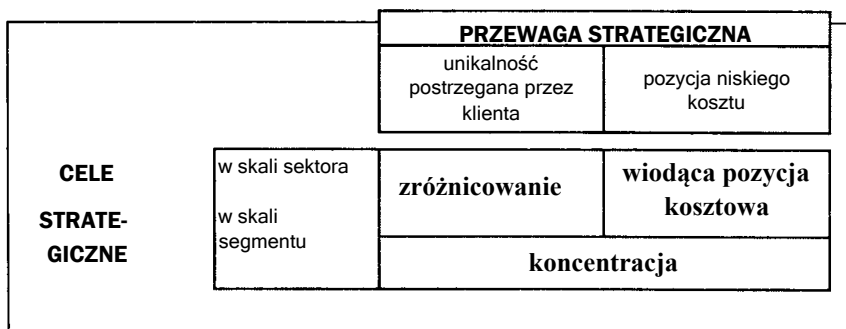 PRZEWAGA STRATEGICZNA
unikalność
postrzegana przez
klienta
pozycja niskiego
kosztu
CELE
STRATE-
GICZNE
w skali sektora
w skali
segmentu
zróżnicowanie
wiodąca pozycja
kosztowa
koncentracja